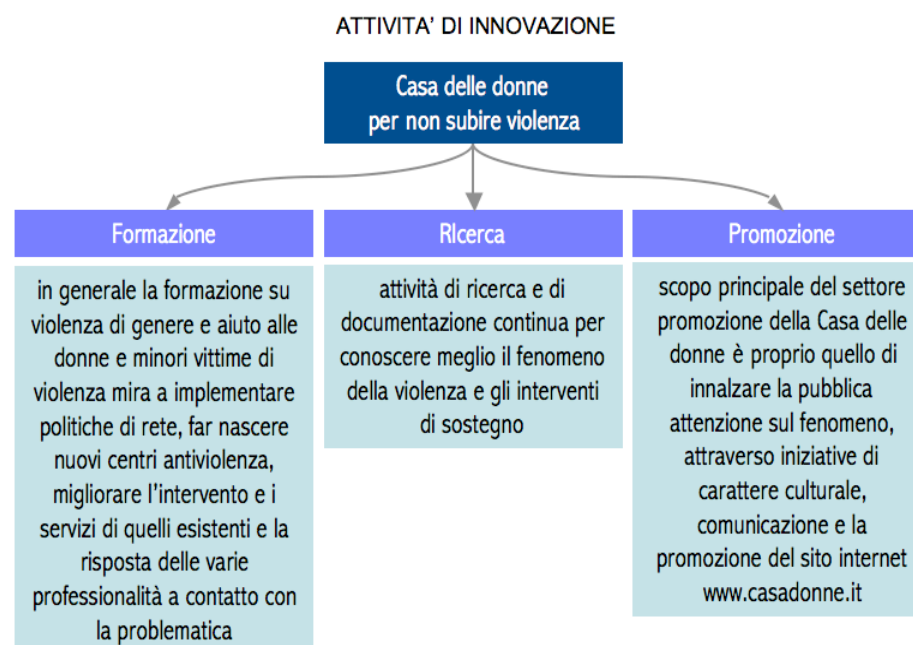 ATTIVITA' DI INNOVAZIONE
Casa delle donne
per non subire violenza
Formazione
in generale la formazione su
violenza di genere e aiuto alle
donne e minori vittime di
violenza mira a implementare
politiche di rete, far nascere
nuovi centri antiviolenza,
migliorare l'intervento e i
servizi di quelli esistenti e la
risposta delle varie
professionalità a contatto con
la problematica
RIcerca
attività di ricerca e di
documentazione continua per
conoscere meglio il fenomeno
della violenza e gli interventi
di sostegno
Promozione
scopo principale del settore
promozione della Casa delle
donne è proprio quello di
innalzare la pubblica
attenzione sul fenomeno,
attraverso iniziative di
carattere culturale,
comunicazione e la
promozione del sito internet
www.casadonne.it